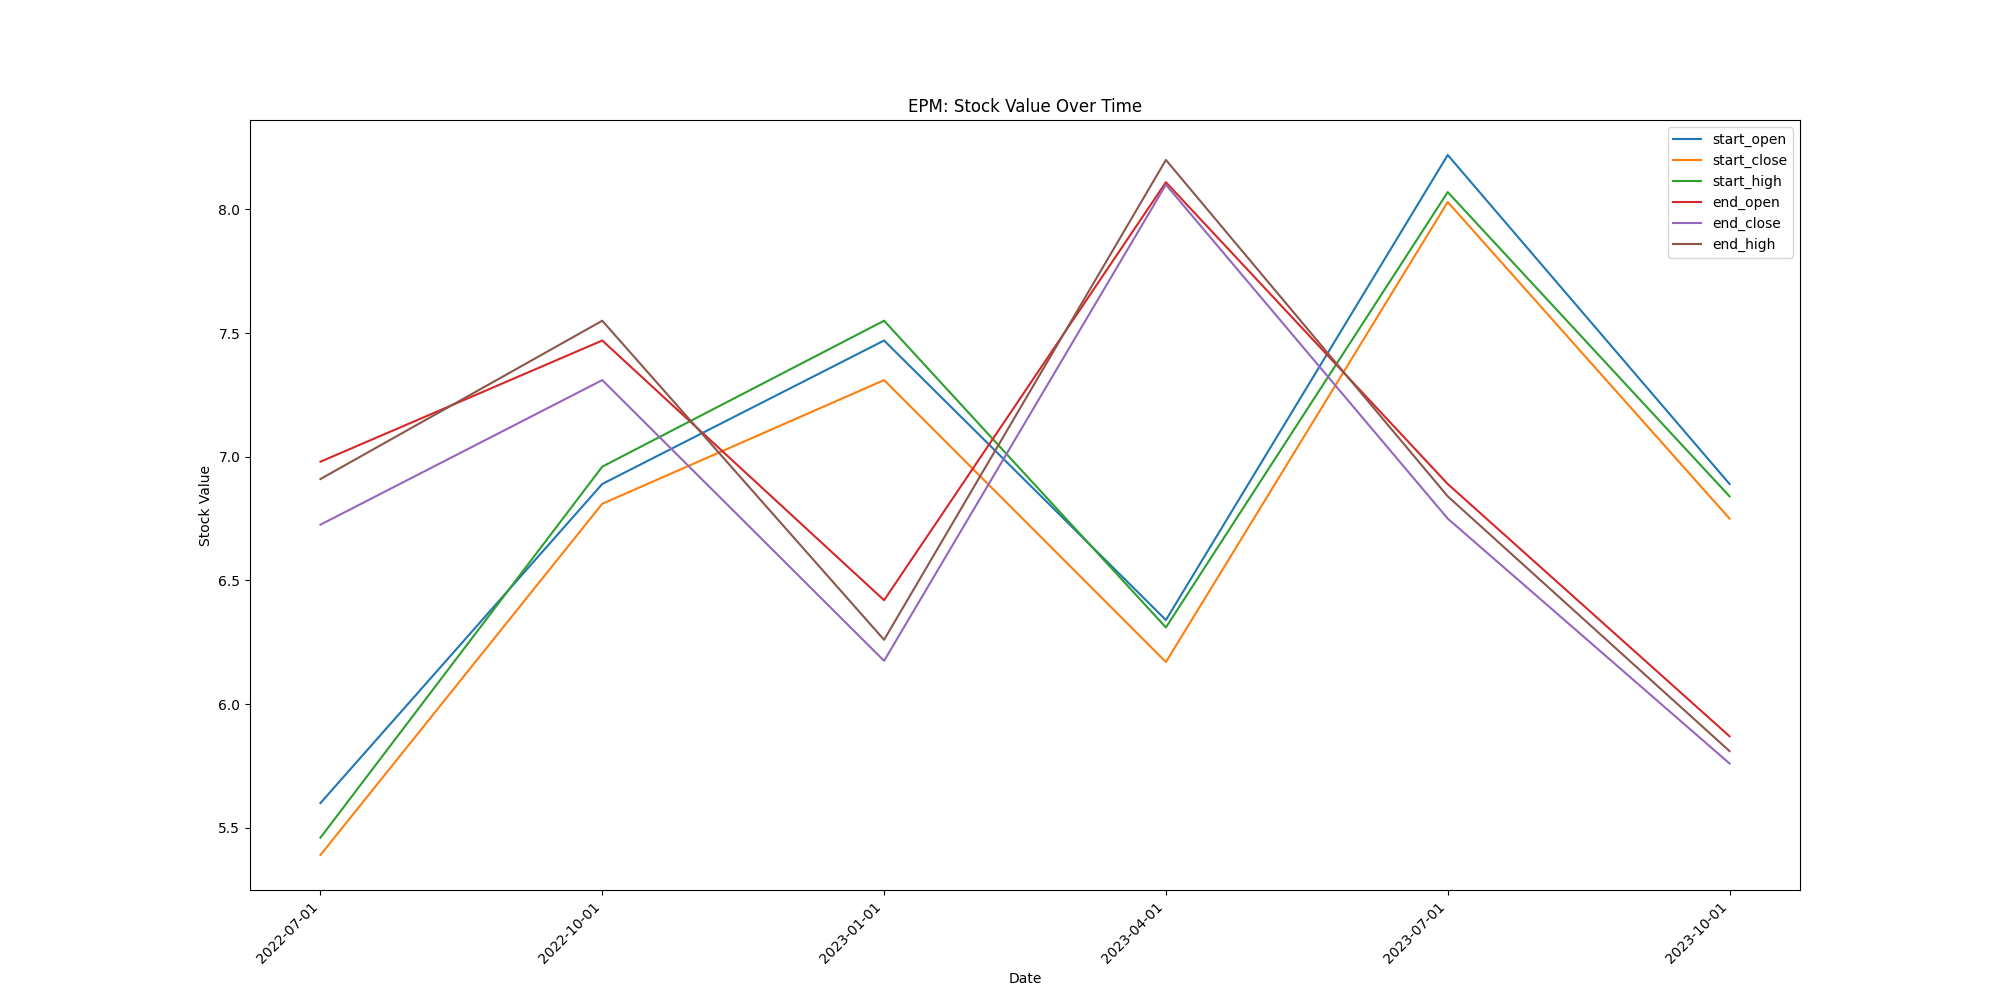 EPM: Stock Value Over Time
start_open
start_close
start_high
end_open
end_close
end_high
8.0
7.5
7.0
6.5
6.0
5.5
Stock Value
2022-07-01
2022-10-01
2023-01-01
2023-04-01
2023-07-01
2023-10-01
Date